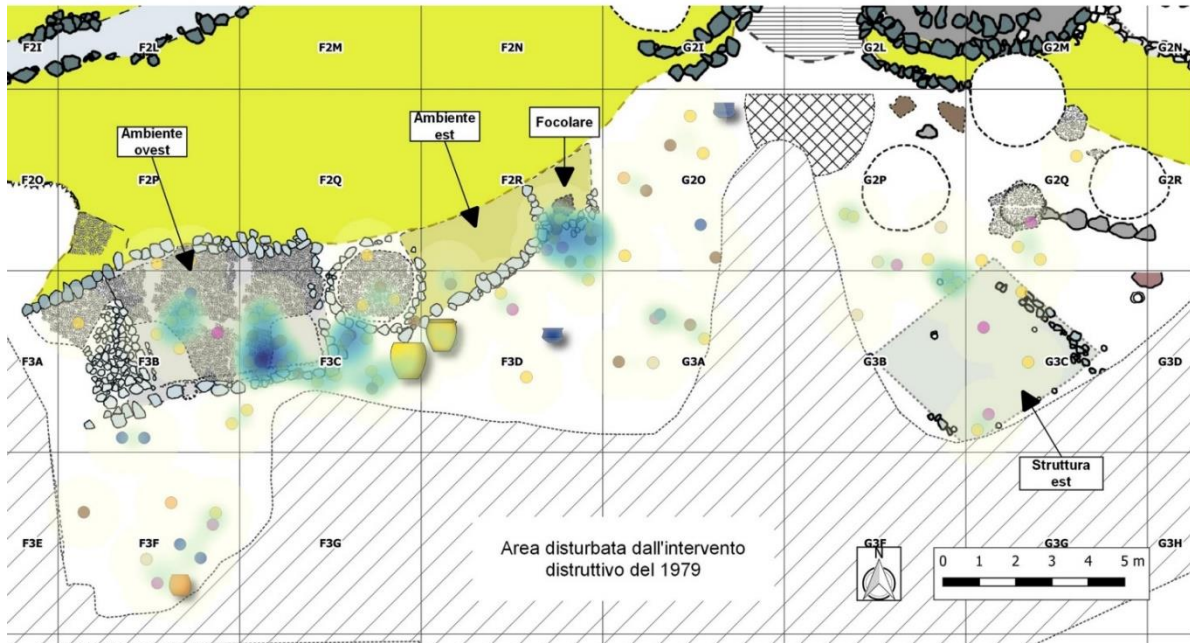 F2I
F2L
F2M
F2N
G2I
G2L
G2M
G2N
Ambiente
ovest
Ambiente
est
Focolare
F2O
F2P
F2Q
F2R
G2O
G2P
G2Q
G2R
F3A
F3B
F3C
F3D
G3A
G3B
G3C
G3D
Struttura
est
F3E
F3F
F3G
Area disturbata dall'intervento
distruttivo del 1979
G3F
G3G
G3H
N
0 1 2 3 4 5 m